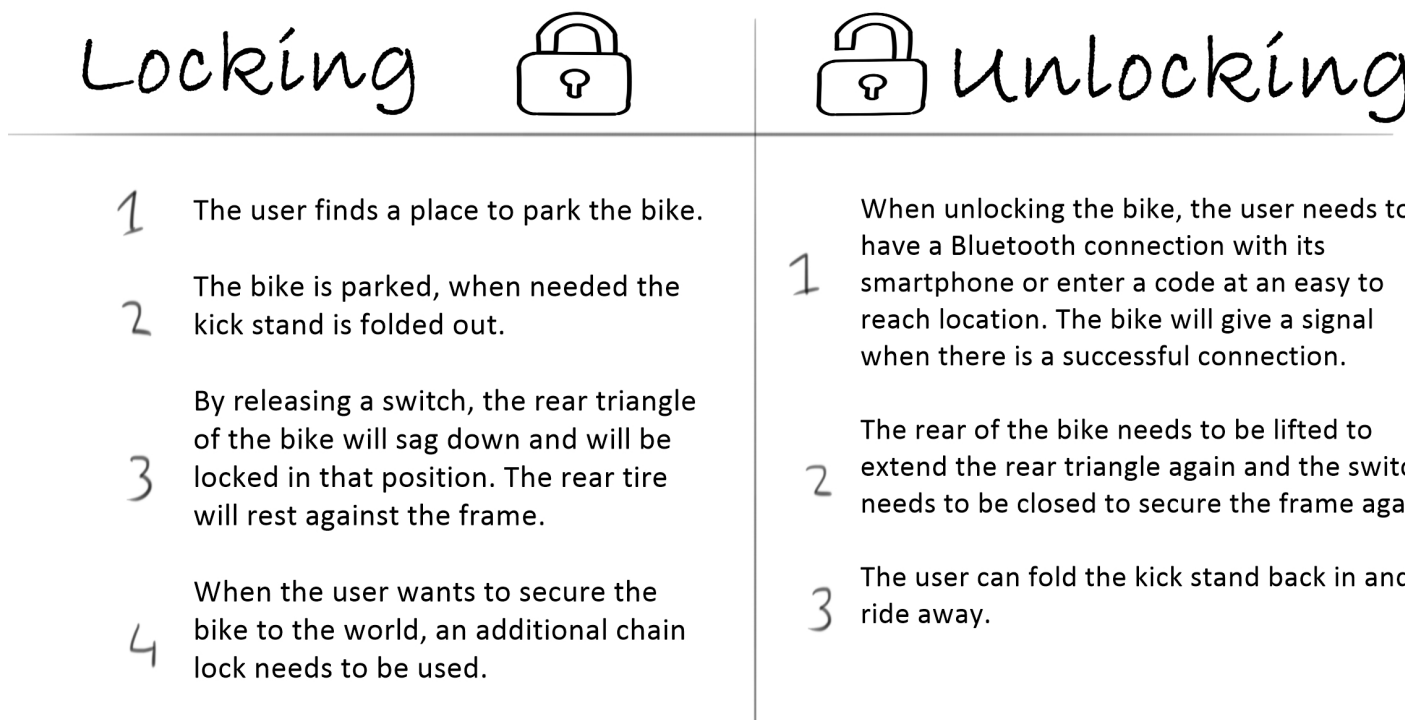 Locking
1
The user finds a place to park the bike.
2
The bike is parked, when needed the
kick stand is folded out.
3
By releasing a switch, the rear triangle
of the bike will sag down and will be
locked in that position. The rear tire
will rest against the frame.
4
When the user wants to secure the
bike to the world, an additional chain
lock needs to be used.
Unlocking
1
When unlocking the bike, the user needs to
have a Bluetooth connection with its
smartphone or enter a code at an easy to
reach location. The bike will give a signal
when there is a successful connection.
2
The rear of the bike needs to be lifted to
extend the rear triangle again and the
needs to be closed to secure the frame
3
The user can fold the kick stand back in and
ride away.